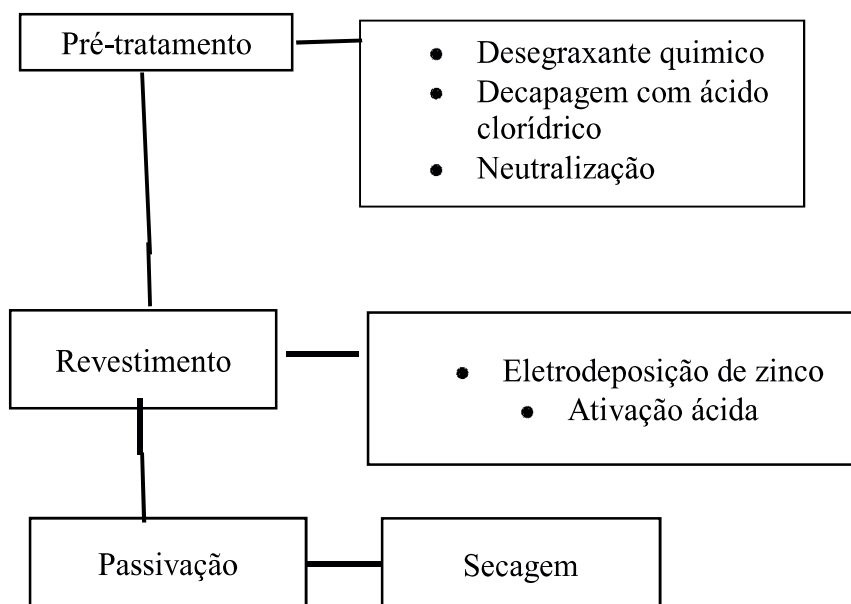 Pré-tratamento
• Desegraxante quimico
• Decapagem com ácido
clorídrico
• Neutralização
Revestimento
• Eletrodeposição de zinco
• Ativação ácida
Passivação
Secagem